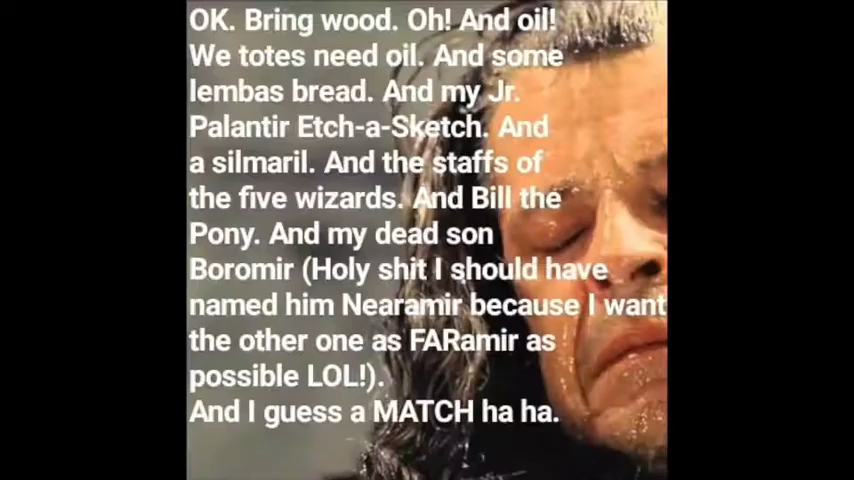 OK. Bring wood. Oh! And oil!
We totes need oil. And some
lembas bread. And my Jr.
Palantir Etch-a-Sketch. And
a silmaril. And the staffs of
the five wizards. And Bill the
Pony. And my dead son
Boromir (Holy shit I should have
named him Nearamir because I want
the other one as FARamir as
possible LOL!).
And I guess a MATCH ha ha.